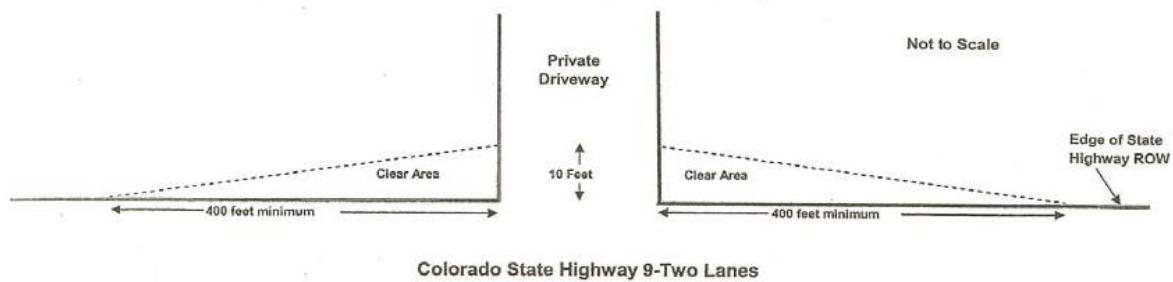 Not to Scale
Private
Driveway
Edge of State
Highway ROW
Clear Area
10 Feet
Clear Area
400 feet minimum
400 feet minimum
Colorado State Highway 9-Two Lanes